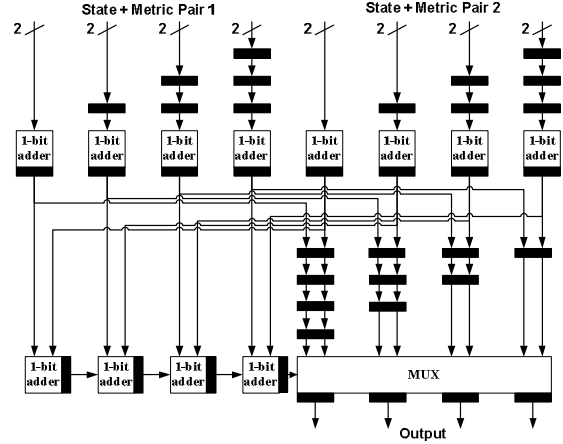 State + Metric Pair 1
State + Metric Pair 2
2 2 2 2 2 2 2 2
1-bit adder
1-bit adder
1-bit adder
1-bit adder
1-bit adder
1-bit adder
1-bit adder
1-bit adder
1-bit adder
1-bit adder
1-bit adder
1-bit adder
MUX
Output